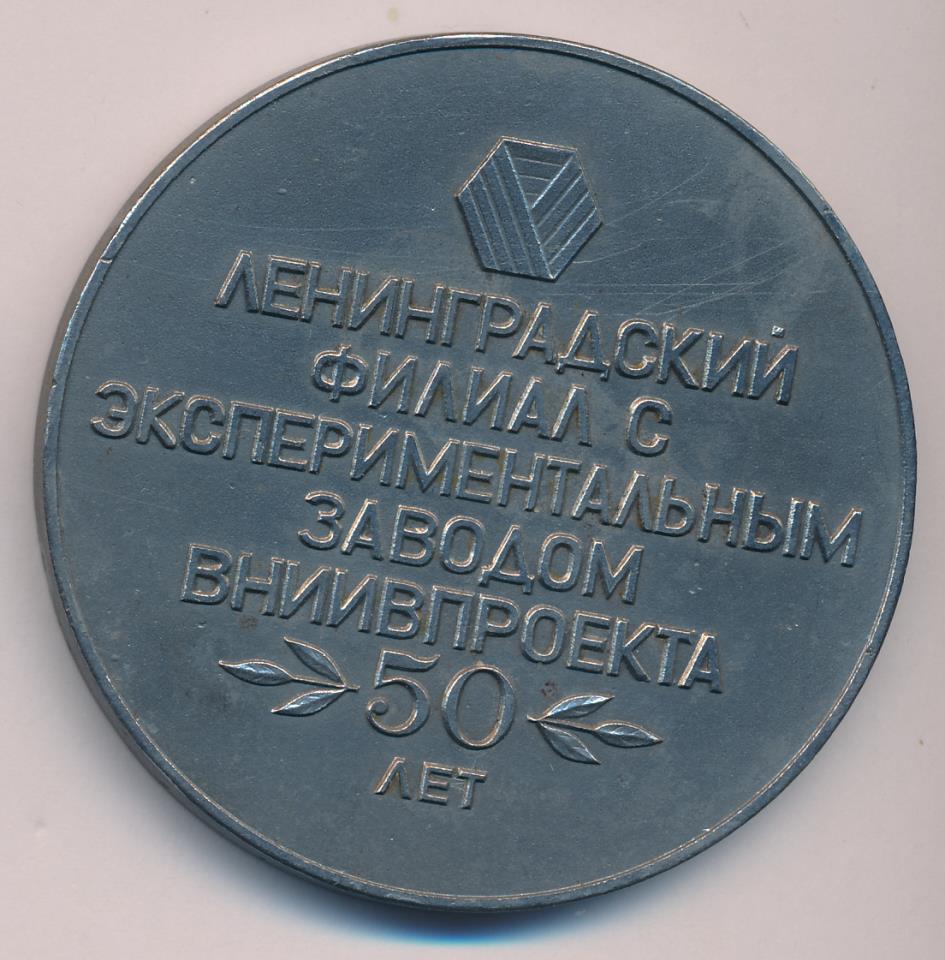 ЛЕНИНГРАДСКИЙ
ФИЛИАЛ С
ЭКСПЕРИМЕНТАЛЬНЫМ
ЗАВОДОМ
ВНИИВПРОЕКТА
50
ЛЕТ